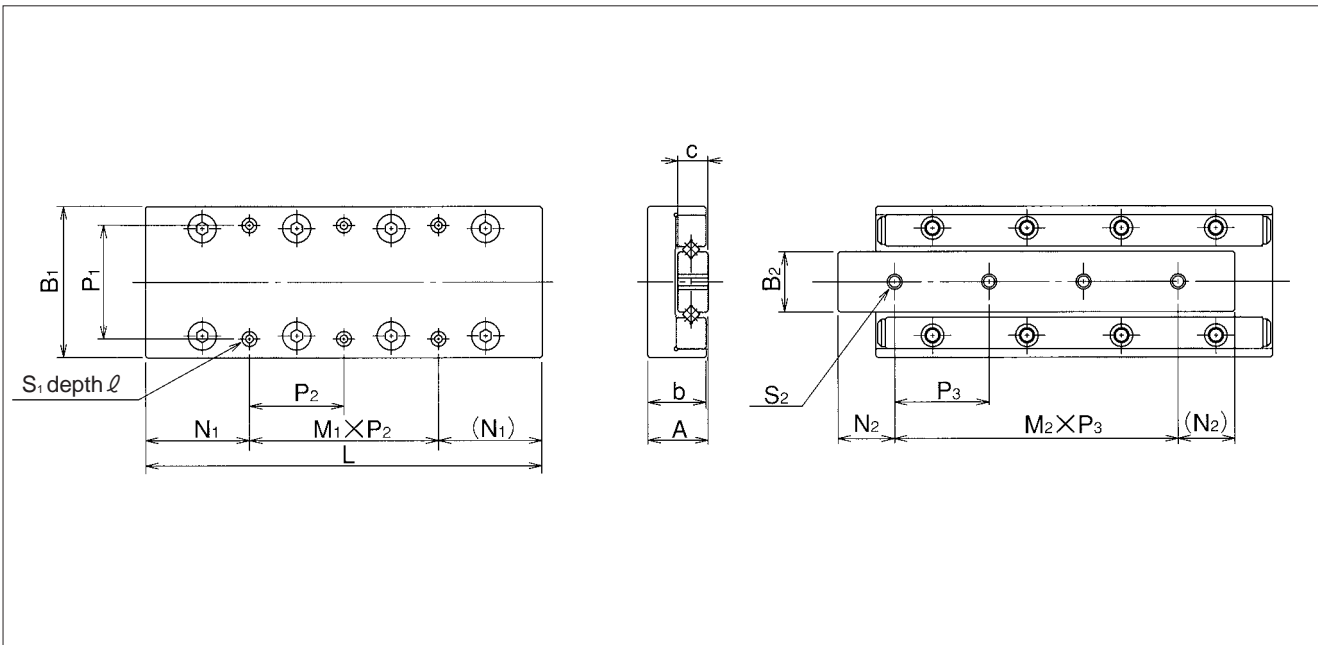 B1
P1
S1 depth ℓ
P2
N1
M1×P2
(N1)
L
c
b
A
B2
S2
P3
N2
M2×P3
(N2)